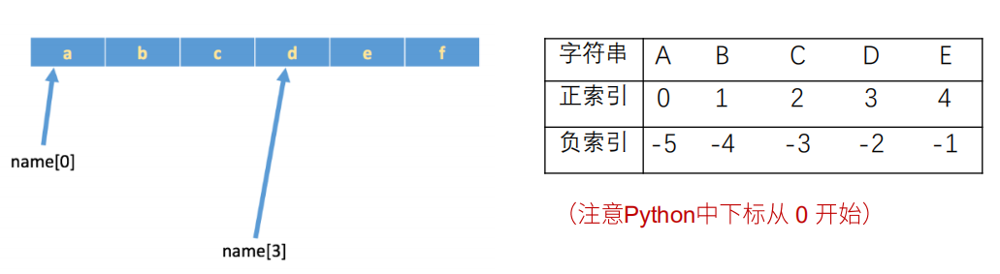 a b c d e f
name[0]
name[3]
字符串 A B C D E
正索引 0 1 2 3 4
负索引 -5 -4 -3 -2 -1
（注意Python中下标从 0 开始）